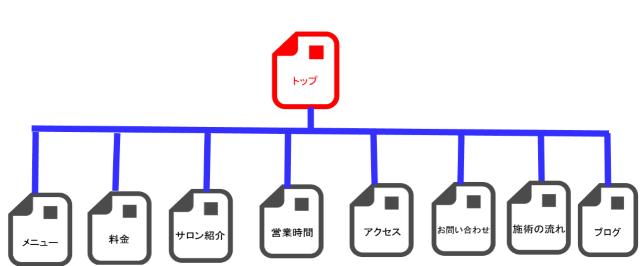 トップ
メニュー
料金
サロン紹介
営業時間
アクセス
お問い合わせ
施術の流れ
ブログ